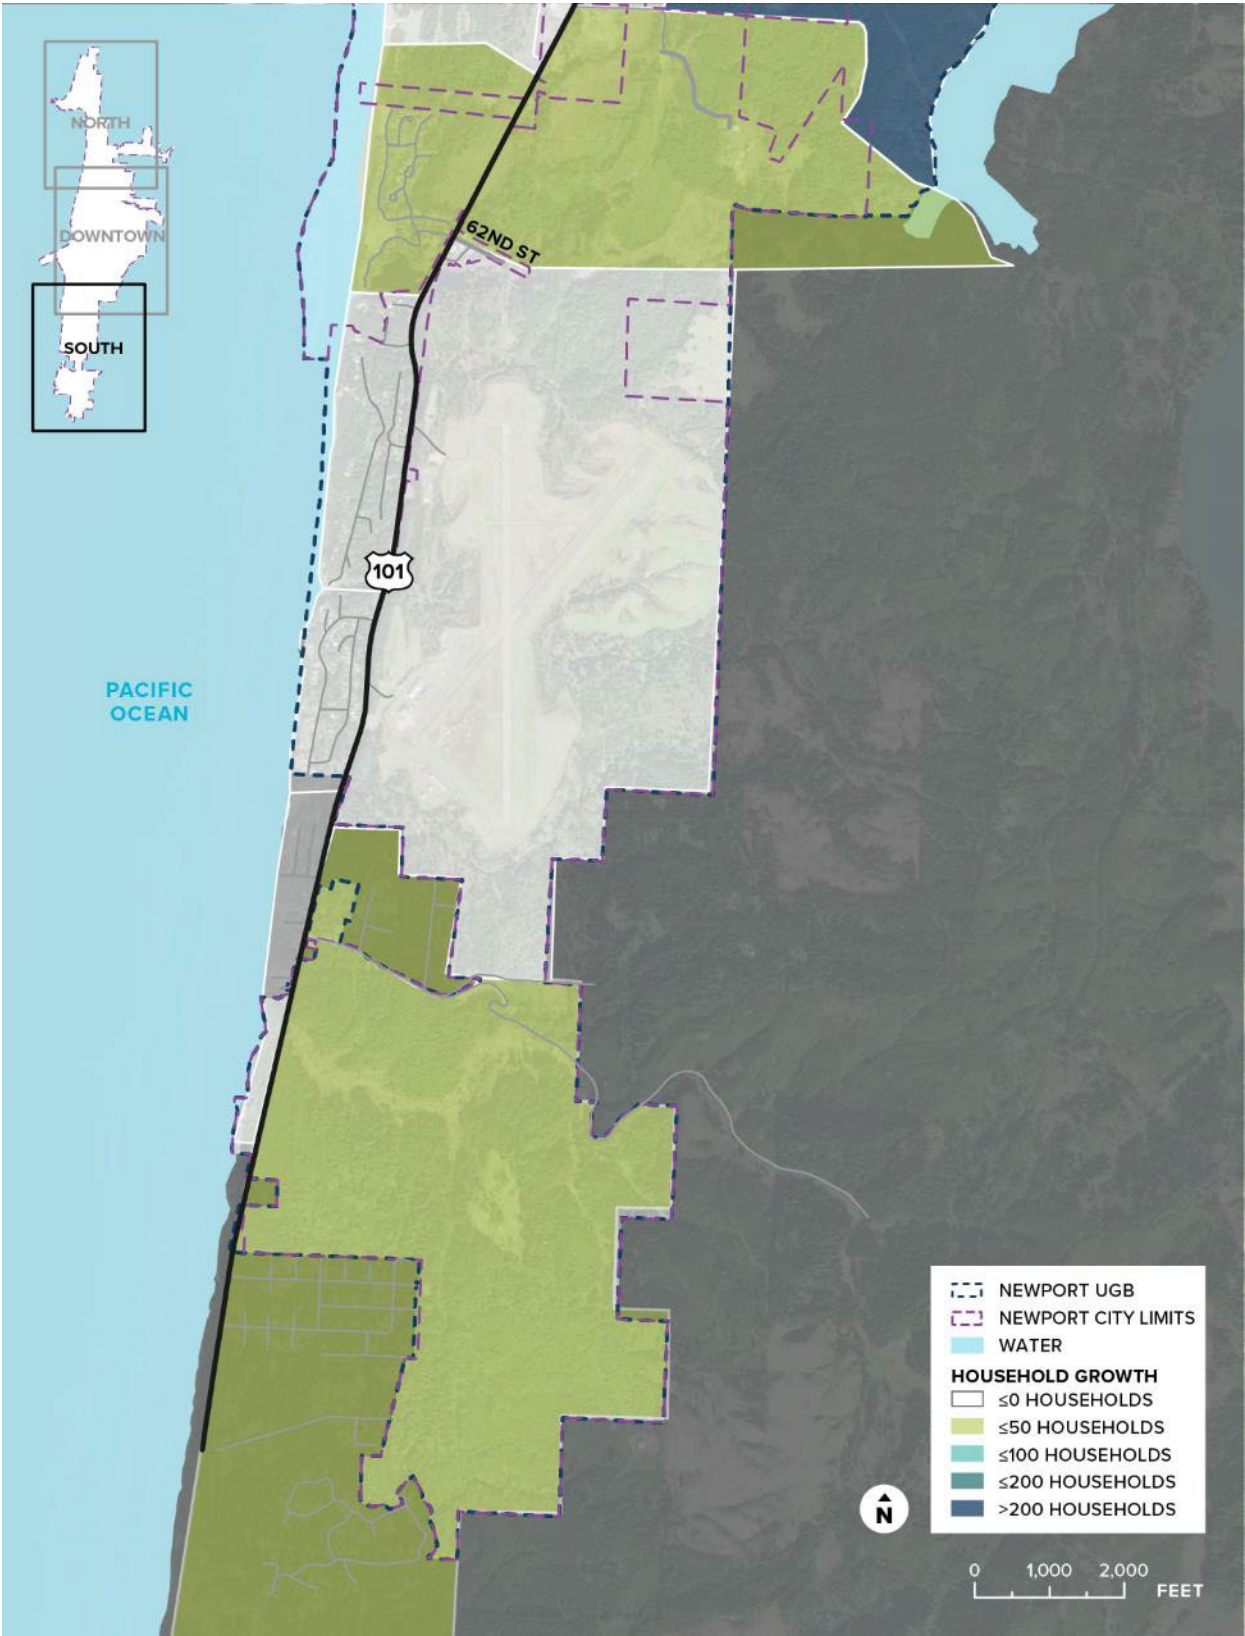 NORTH
DOWNTOWN
SOUTH
62ND ST
101
PACIFIC
OCEAN
NEWPORT UGB
NEWPORT CITY LIMITS
WATER
HOUSEHOLD GROWTH
≤0 HOUSEHOLDS
≤50 HOUSEHOLDS
≤100 HOUSEHOLDS
≤200 HOUSEHOLDS
>200 HOUSEHOLDS
N
0 1,000 2,000
FEET